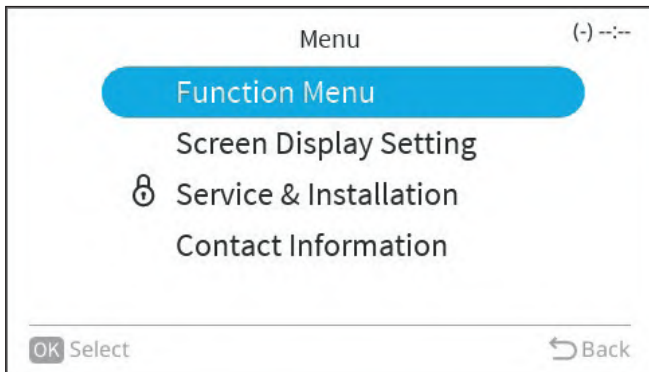 Menu
(-) --:--
Function Menu
Screen Display Setting
Service & Installation
Contact Information
OK Select
Back